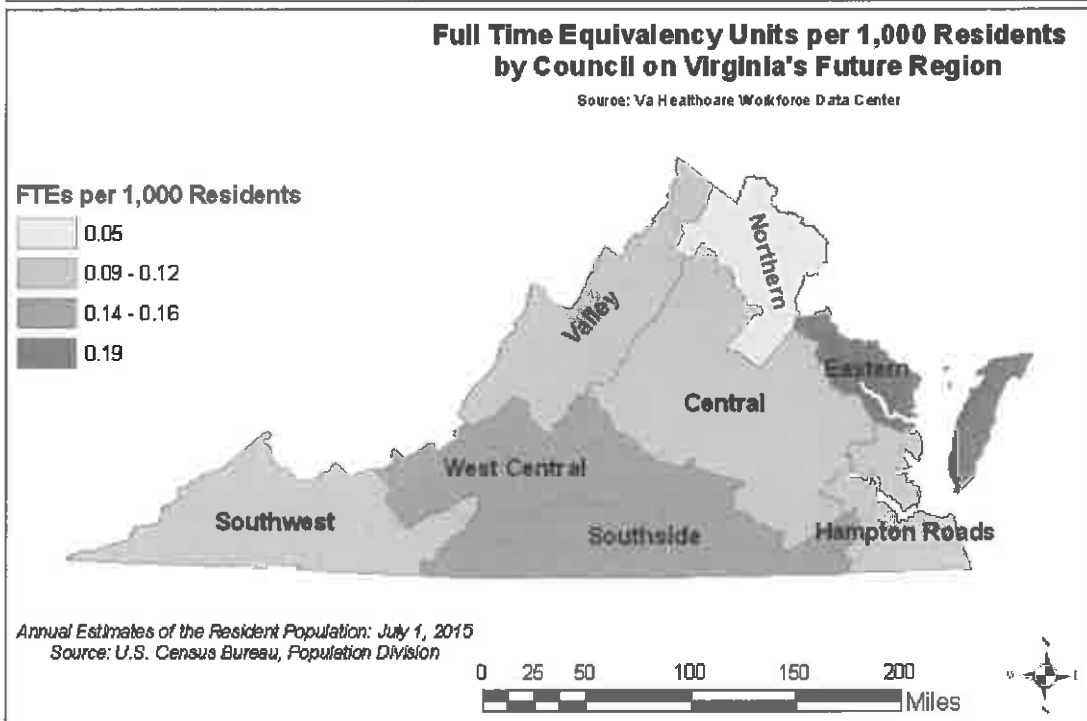 Full Time Equivalency Units per 1,000 Residents
by Council on Virginia's Future Region
Source: Va Healthcare Workforce Data Center
FTEs per 1,000 Residents
0.05
0.09 - 0.12
0.14 - 0.16
0.19
Northern
Valley
Eastern
Central
West Central
Southwest
Southside
Hampton Roads
Annual Estimates of the Resident Population: July 1, 2015
Source: U.S. Census Bureau, Population Division
0 25 50 100 150 200
Miles
W